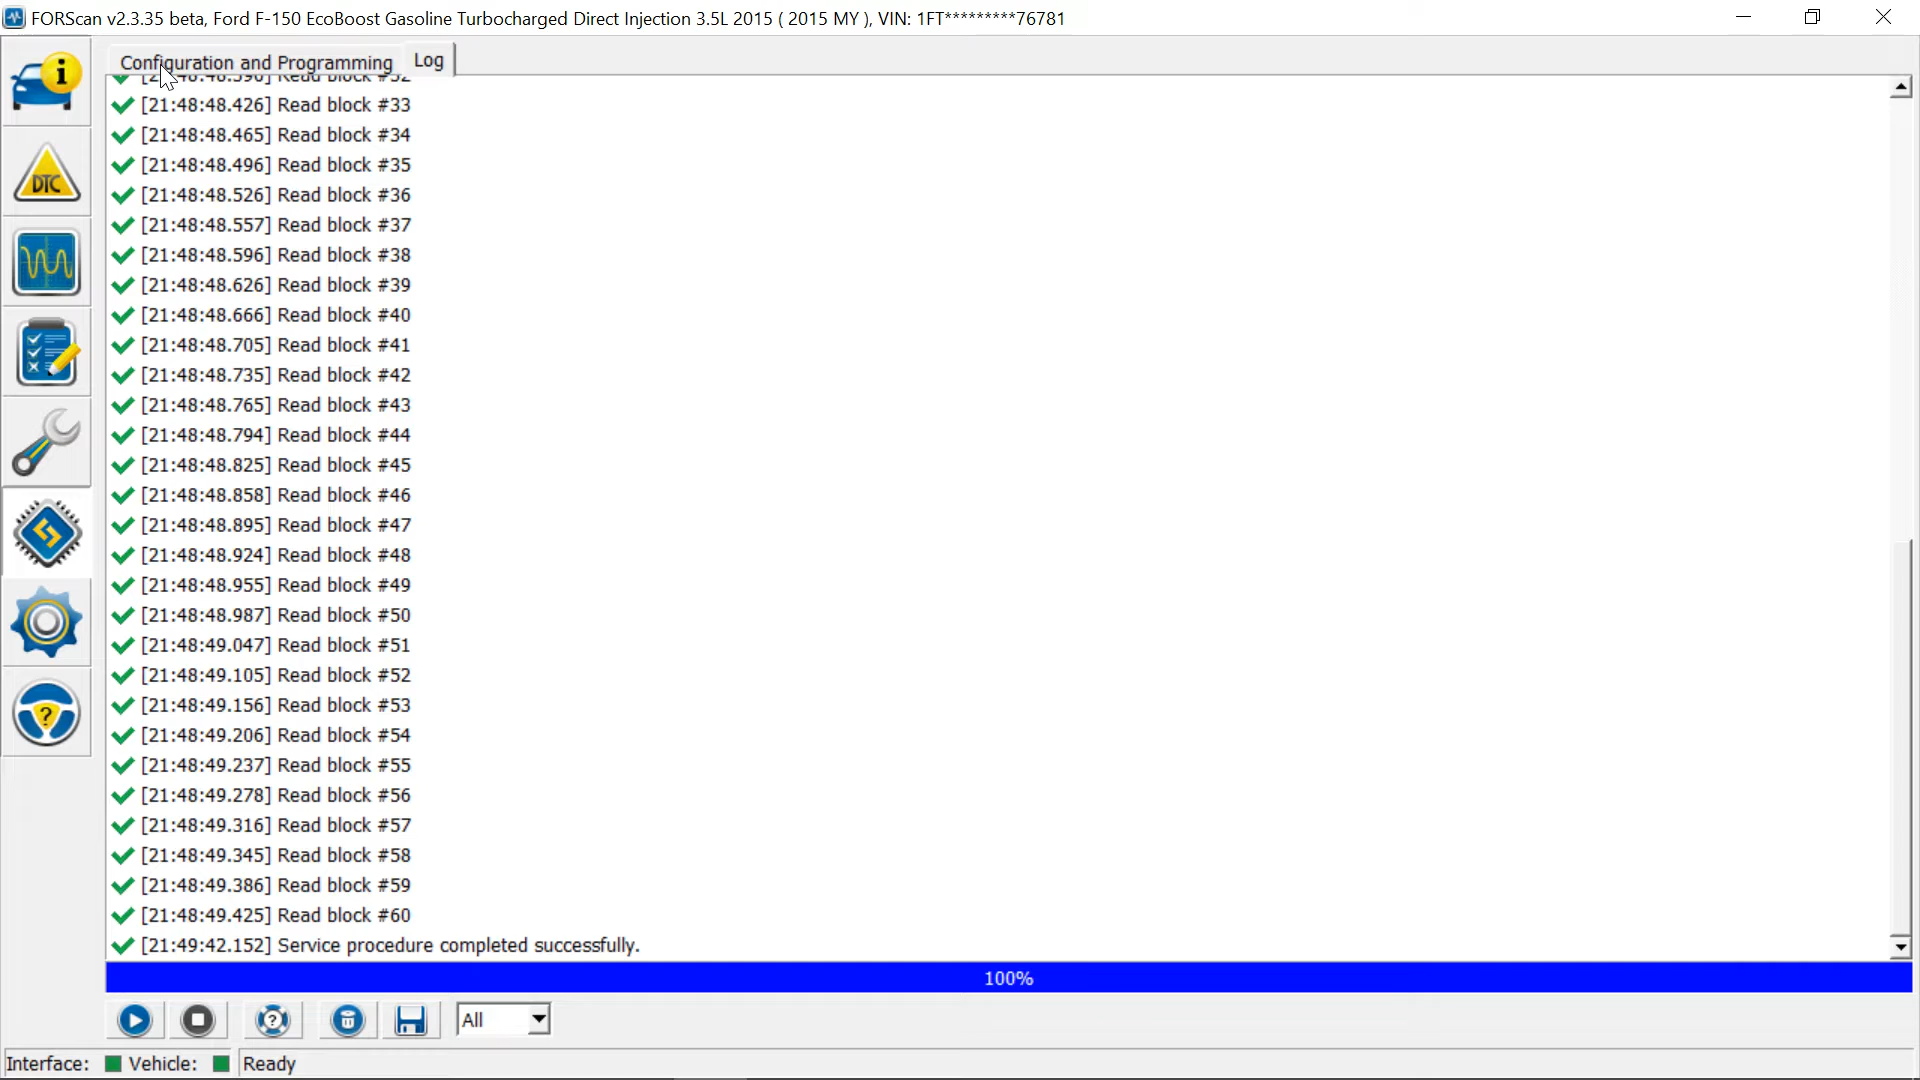 FORScan v2.3.35 beta, Ford F-150 EcoBoost Gasoline Turbocharged Direct Injection 3.5L 2015 ( 2015 MY ), VIN: 1FT*********76781
Configuration and Programming
Log
Read block #32
[21:48:48.426] Read block #33
[21:48:48.465] Read block #34
[21:48:48.496] Read block #35
[21:48:48.526] Read block #36
[21:48:48.557] Read block #37
[21:48:48.596] Read block #38
[21:48:48.626] Read block #39
[21:48:48.666] Read block #40
[21:48:48.705] Read block #41
[21:48:48.735] Read block #42
[21:48:48.765] Read block #43
[21:48:48.794] Read block #44
[21:48:48.825] Read block #45
[21:48:48.858] Read block #46
[21:48:48.895] Read block #47
[21:48:48.924] Read block #48
[21:48:48.955] Read block #49
[21:48:48.987] Read block #50
[21:48:49.047] Read block #51
[21:48:49.105] Read block #52
[21:48:49.156] Read block #53
[21:48:49.206] Read block #54
[21:48:49.237] Read block #55
[21:48:49.278] Read block #56
[21:48:49.316] Read block #57
[21:48:49.345] Read block #58
[21:48:49.386] Read block #59
[21:48:49.425] Read block #60
[21:49:42.152] Service procedure completed successfully.
100%
All
Interface: Vehicle: Ready
i
DTC
?
?